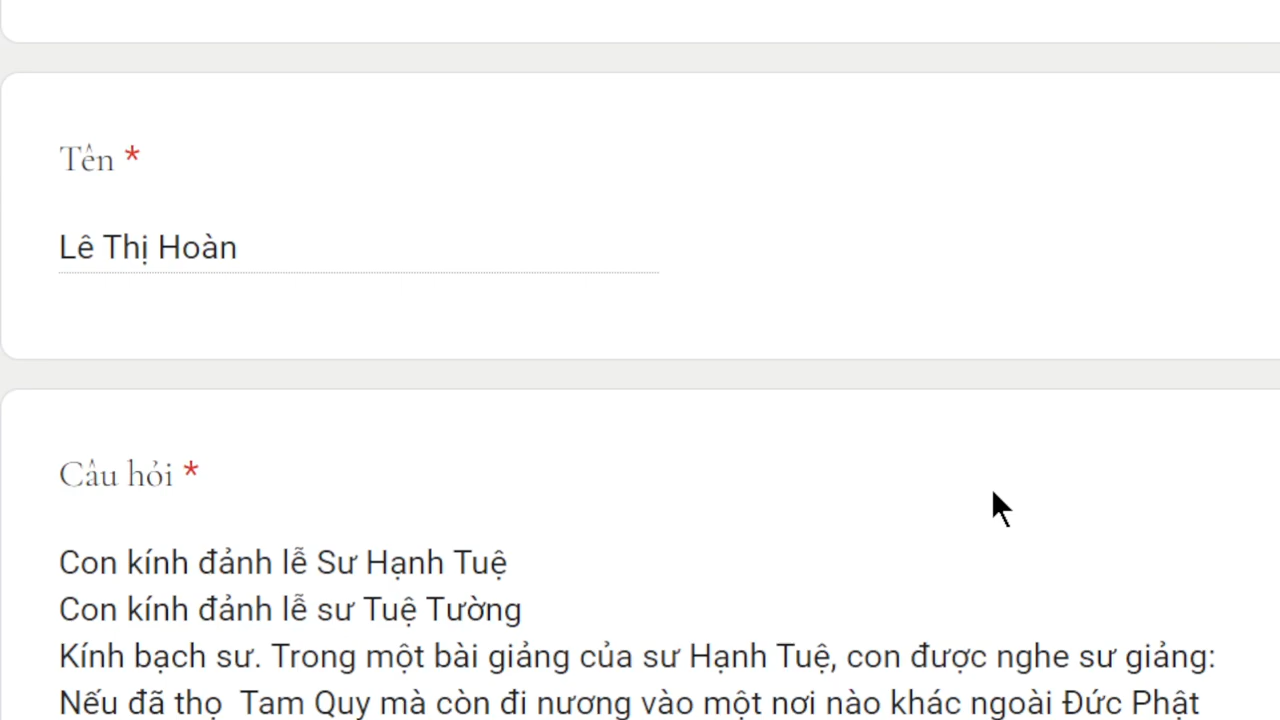 Tên *
Lê Thị Hoàn
Câu hỏi *
Con kính đảnh lễ Sư Hạnh Tuệ
Con kính đảnh lễ sư Tuệ Tường
Kính bạch sư. Trong một bài giảng của sư Hạnh Tuệ, con được nghe sư giảng:
Nếu đã thọ  Tam Quy mà còn đi nương vào một nơi nào khác ngoài Đức Phật